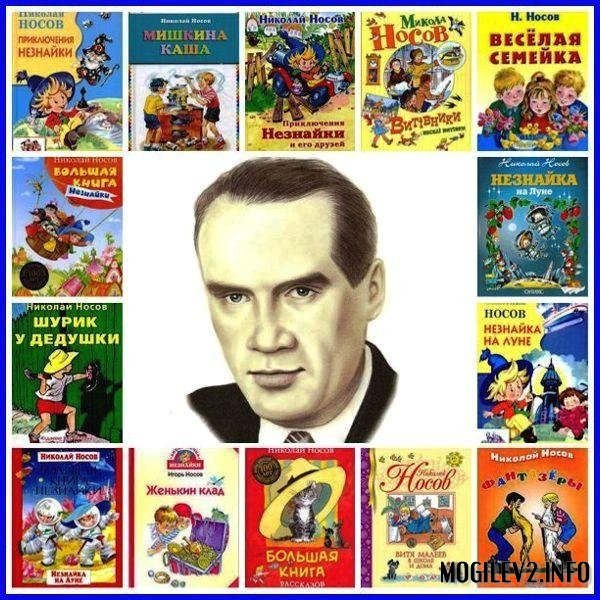 НИКОЛАЙ
НОСОВ
ПРИКЛЮЧЕНИЯ
НЕЗНАЙКИ
Николай Носов
МИШКИНА
КАША
НИКОЛАЙ НОСОВ
Приключения
Незнайки
и его друзей
Микола
Носов
Витівники
Н. Носов
ВЕСЁЛАЯ
СЕМЕЙКА
Николай Носов
БОЛЬШАЯ
КНИГА
Незнайки
Николай Носов
НЕЗНАЙКА
на Луне
ОНИКС
Николай Носов
ШУРИК
У ДЕДУШКИ
НОСОВ
НЕЗНАЙКА
НА ЛУНЕ
НИКОЛАЙ НОСОВ
НЕЗНАЙКИ
НЕЗНАЙКА
НА ЛУНЕ
НЕЗНАЙКИ
Игорь Носов
Женькин клад
НИКОЛАЙ НОСОВ
БОЛЬШАЯ
КНИГА
РАССКАЗОВ
Николай
Носов
ВИТЯ МАЛЕЕВ
В ШКОЛЕ И ДОМА
Николай Носов
ФАНТАЗЁРЫ
MOGILEV2.INFO